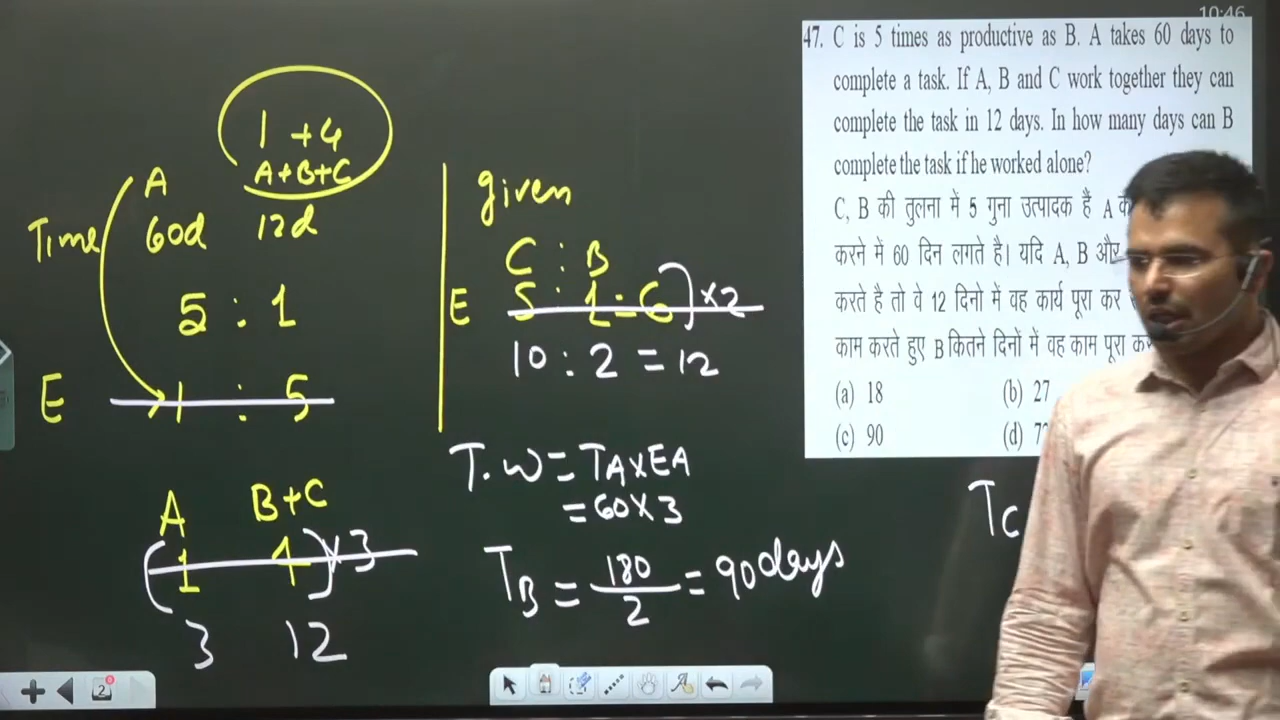 10:46
47. C is 5 times as productive as B. A takes 60 days to
complete a task. If A, B and C work together they can
complete the task in 12 days. In how many days can B
complete the task if he worked alone?
C, B की तुलना में 5 गुना उत्पादक है A
करने में 60 दिन लगते है। यदि A, B और
करते है तो वे 12 दिनो में वह कार्य पूरा कर
काम करते हुए B कितने दिनों में वह काम पूरा
(a) 18
(b) 27
(c) 90
(d)
1 + 4
A A+B+C
Time 60d 12d
5 : 1
E 1 : 5
A B+C
(1 4)×3
3 12
given
C : B
E 5 : 1 = 6)×2
10 : 2 = 12
T.W = TA×EA
= 60×3
TB = 180/2 = 90days
TC
2